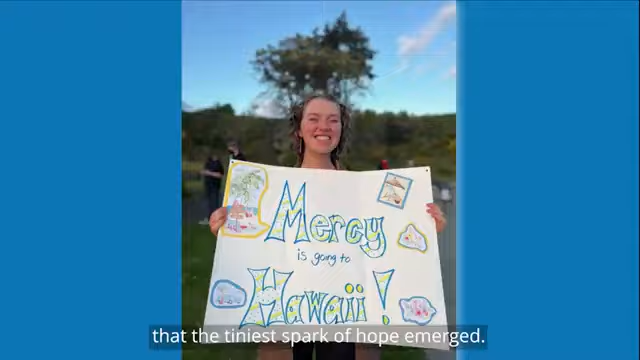 Mercy
is going to
Hawaii!
that the tiniest spark of hope emerged.